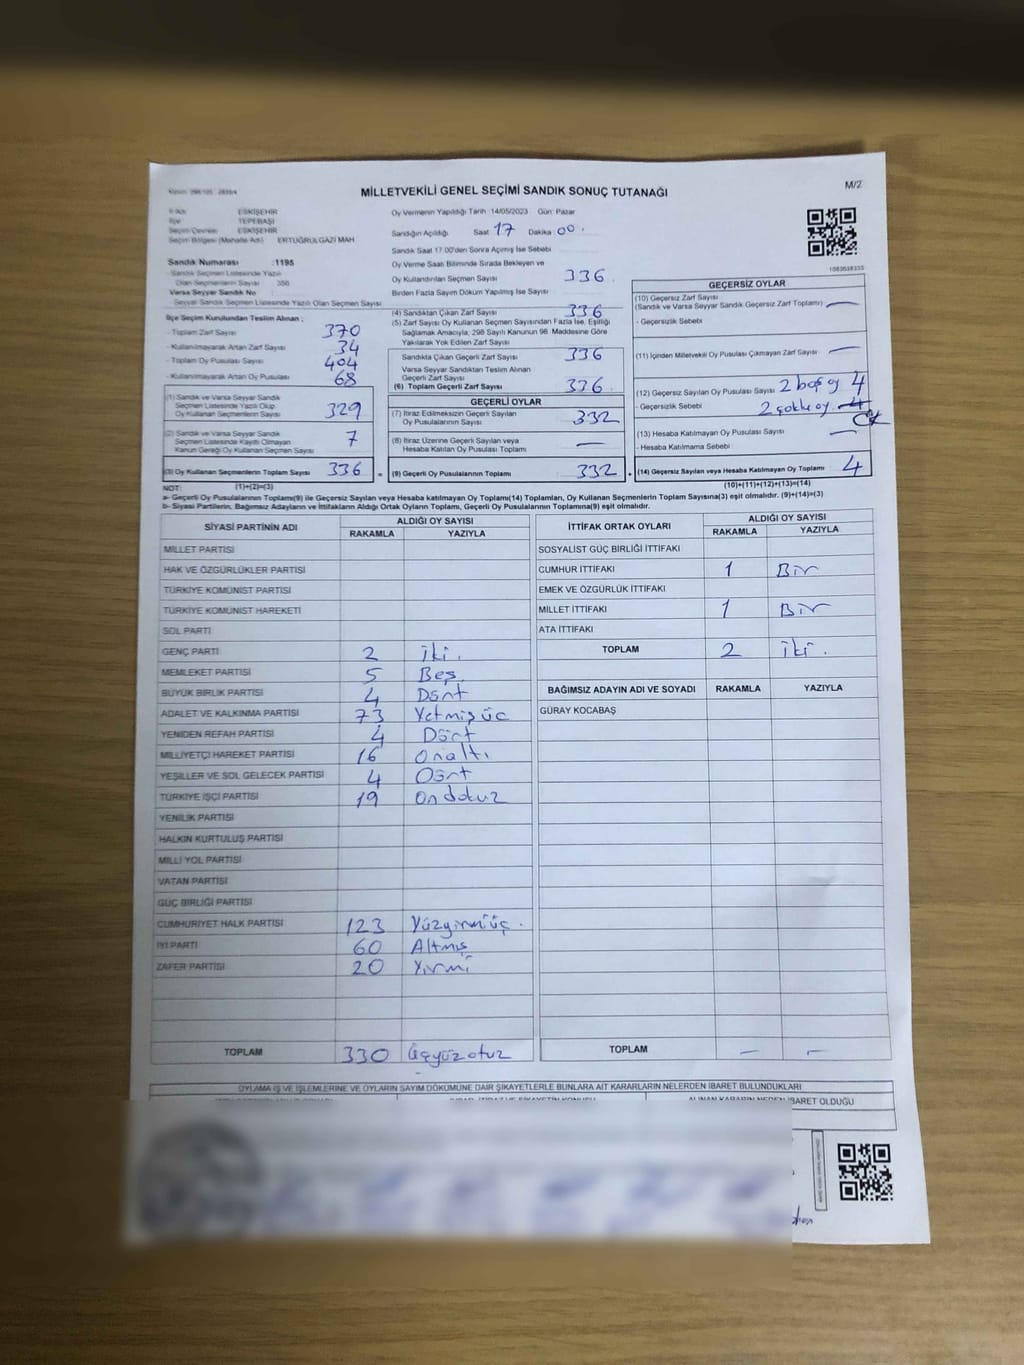 MİLLETVEKİLİ GENEL SEÇİMİ SANDIK SONUÇ TUTANAĞI
M/2
İli/Adı ESKİŞEHİR
İlçe TEPEBAŞI
Seçim Çevresi ESKİŞEHİR
Seçim Bölgesi (Mahalle Adı) ERTUĞRULGAZİ MAH
Sandık Numarası :1195
Sandık Seçmen Listesinde Yazılı
Olan Seçmenlerin Sayısı
Varsa Seyyar Sandık No
Seyyar Sandık Seçmen Listesinde Yazılı Olan Seçmen Sayısı
Oy Vermenin Yapıldığı Tarih :14/05/2023 Gün: Pazar
Sandığın Açıldığı Saat 17 Dakika 00.
Sandık Saat 17.00'den Sonra Açılmış İse Sebebi
Oy Verme Saati Bitiminde Sırada Bekleyen ve
Oy Kullandırılan Seçmen Sayısı 336
Birden Fazla Sayım Döküm Yapılmış İse Sayısı
İlçe Seçim Kurulundan Teslim Alınan ;
- Toplam Zarf Sayısı 370
- Kullanılmayarak Artan Zarf Sayısı 34
- Toplam Oy Pusulası Sayısı 404
- Kullanılmayarak Artan Oy Pusulası 68
(1) Sandık ve Varsa Seyyar Sandık
Seçmen Listesinde Yazılı Olup
Oy Kullanan Seçmenlerin Sayısı 329
(2) Sandık ve Varsa Seyyar Sandık
Seçmen Listesinde Kayıtlı Olmayan
Kanun Gereği Oy Kullanan Seçmen Sayısı 7
(3) Oy Kullanan Seçmenlerin Toplam Sayısı 336
(4) Sandıktan Çıkan Zarf Sayısı 336
(5) Zarf Sayısı Oy Kullanan Seçmen Sayısından Fazla İse, Eşitliği
Sağlamak Amacıyla, 298 Sayılı Kanunun 98. Maddesine Göre
Yakılarak Yok Edilen Zarf Sayısı
Sandıkta Çıkan Geçerli Zarf Sayısı 336
Varsa Seyyar Sandıktan Teslim Alınan
Geçerli Zarf Sayısı
(6) Toplam Geçerli Zarf Sayısı 336
GEÇERLİ OYLAR
(7) İtiraz Edilmeksizin Geçerli Sayılan
Oy Pusulalarının Sayısı 332
(8) İtiraz Üzerine Geçerli Sayılan veya
Hesaba Katılan Oy Pusulaları Toplamı —
= (9) Geçerli Oy Pusulalarının Toplamı 332
1083838333
GEÇERSİZ OYLAR
(10) Geçersiz Zarf Sayısı
(Sandık ve Varsa Seyyar Sandık Geçersiz Zarf Toplamı) —
- Geçersizlik Sebebi
(11) İçinden Milletvekili Oy Pusulası Çıkmayan Zarf Sayısı —
(12) Geçersiz Sayılan Oy Pusulası Sayısı 2 boş oy 4
- Geçersizlik Sebebi 2 çoklu oy
(13) Hesaba Katılmayan Oy Pusulası Sayısı —
- Hesaba Katılmama Sebebi
+ (14) Geçersiz Sayılan veya Hesaba Katılmayan Oy Toplamı 4
NOT: (1)+(2)=(3) (10)+(11)+(12)+(13)=(14)
a- Geçerli Oy Pusulalarının Toplamı(9) ile Geçersiz Sayılan veya Hesaba katılmayan Oy Toplamı(14) Toplamları, Oy Kullanan Seçmenlerin Toplam Sayısına(3) eşit olmalıdır. (9)+(14)=(3)
b- Siyasi Partilerin, Bağımsız Adayların ve İttifakların Aldığı Ortak Oyların Toplamı, Geçerli Oy Pusulalarının Toplamına(9) eşit olmalıdır.
SİYASİ PARTİNİN ADI ALDIĞI OY SAYISI
RAKAMLA YAZIYLA
MİLLET PARTİSİ
HAK VE ÖZGÜRLÜKLER PARTİSİ
TÜRKİYE KOMÜNİST PARTİSİ
TÜRKİYE KOMÜNİST HAREKETİ
SOL PARTİ
GENÇ PARTİ 2 İki.
MEMLEKET PARTİSİ 5 Beş.
BÜYÜK BİRLİK PARTİSİ 4 Dört
ADALET VE KALKINMA PARTİSİ 73 Yetmiş üç
YENİDEN REFAH PARTİSİ 4 Dört
MİLLİYETÇİ HAREKET PARTİSİ 16 Onaltı
YEŞİLLER VE SOL GELECEK PARTİSİ 4 Dört
TÜRKİYE İŞÇİ PARTİSİ 19 Ondokuz
YENİLİK PARTİSİ
HALKIN KURTULUŞ PARTİSİ
MİLLİ YOL PARTİSİ
VATAN PARTİSİ
GÜÇ BİRLİĞİ PARTİSİ
CUMHURİYET HALK PARTİSİ 123 Yüzyirmiüç.
İYİ PARTİ 60 Altmış
ZAFER PARTİSİ 20 Yirmi
TOPLAM 330 Üçyüzotuz
İTTİFAK ORTAK OYLARI ALDIĞI OY SAYISI
RAKAMLA YAZIYLA
SOSYALİST GÜÇ BİRLİĞİ İTTİFAKI
CUMHUR İTTİFAKI 1 Bir
EMEK VE ÖZGÜRLÜK İTTİFAKI
MİLLET İTTİFAKI 1 Bir
ATA İTTİFAKI
TOPLAM 2 İki.
BAĞIMSIZ ADAYIN ADI VE SOYADI RAKAMLA YAZIYLA
GÜRAY KOCABAŞ
TOPLAM — —
OYLAMA İŞ VE İŞLEMLERİNE VE OYLARIN SAYIM DÖKÜMÜNE DAİR ŞİKAYETLERLE BUNLARA AİT KARARLARIN NELERDEN İBARET BULUNDUKLARI
ALINAN KARARIN NEDEN İBARET OLDUĞU